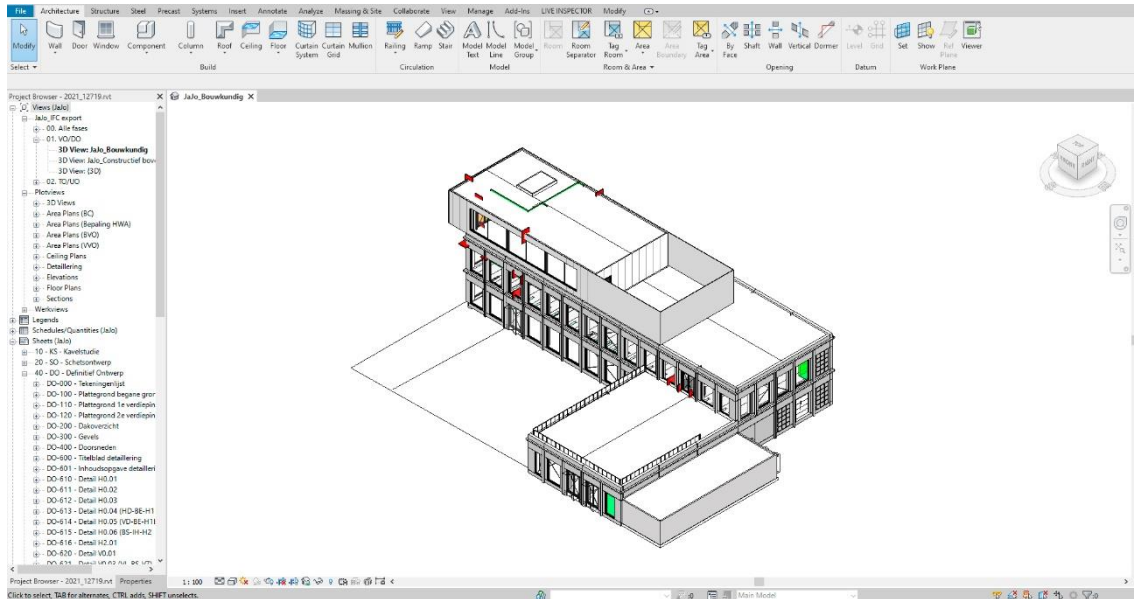 File Architecture Structure Steel Precast Systems Insert Annotate Analyze Massing & Site Collaborate View Manage Add-Ins LIVE INSPECTOR Modify
Modify Wall Door Window Component Column Roof Ceiling Floor Curtain System Curtain Grid Mullion Railing Ramp Stair Model Text Model Line Model Group Room Room Separator Tag Room Area Area Boundary Tag Area By Face Shaft Wall Vertical Dormer Level Grid Set Show Ref Plane Viewer
Select Build Circulation Model Room & Area Opening Datum Work Plane
Project Browser - 2021_12719.rvt X JaJo_Bouwkundig X
Views (JaJo)
JaJo_IFC export
00. Alle fases
01. VO/DO
3D View: JaJo_Bouwkundig
3D View: JaJo_Constructief bov
3D View: {3D}
02. TO/UO
Plotviews
3D Views
Area Plans (BC)
Area Plans (Bepaling HWA)
Area Plans (BVO)
Area Plans (VVO)
Ceiling Plans
Detaillering
Elevations
Floor Plans
Sections
Werkviews
Legends
Schedules/Quantities (JaJo)
Sheets (JaJo)
10 - KS - Kavelstudie
20 - SO - Schetsontwerp
40 - DO - Definitief Ontwerp
DO-000 - Tekeningenlijst
DO-100 - Plattegrond begane gror
DO-110 - Plattegrond 1e verdiepin
DO-120 - Plattegrond 2e verdiepin
DO-200 - Dakoverzicht
DO-300 - Gevels
DO-400 - Doorsneden
DO-600 - Titelblad detaillering
DO-601 - Inhoudsopgave detailleri
DO-610 - Detail H0.01
DO-611 - Detail H0.02
DO-612 - Detail H0.03
DO-613 - Detail H0.04 (HD-BE-H1
DO-614 - Detail H0.05 (VD-BE-H1I
DO-615 - Detail H0.06 (BS-IH-H2
DO-616 - Detail H2.01
DO-620 - Detail V0.01
TOP
FRONT RIGHT
Project Browser - 2021_12719.rvt Properties 1 : 100
Click to select, TAB for alternates, CTRL adds, SHIFT unselects. :0 Main Model :0